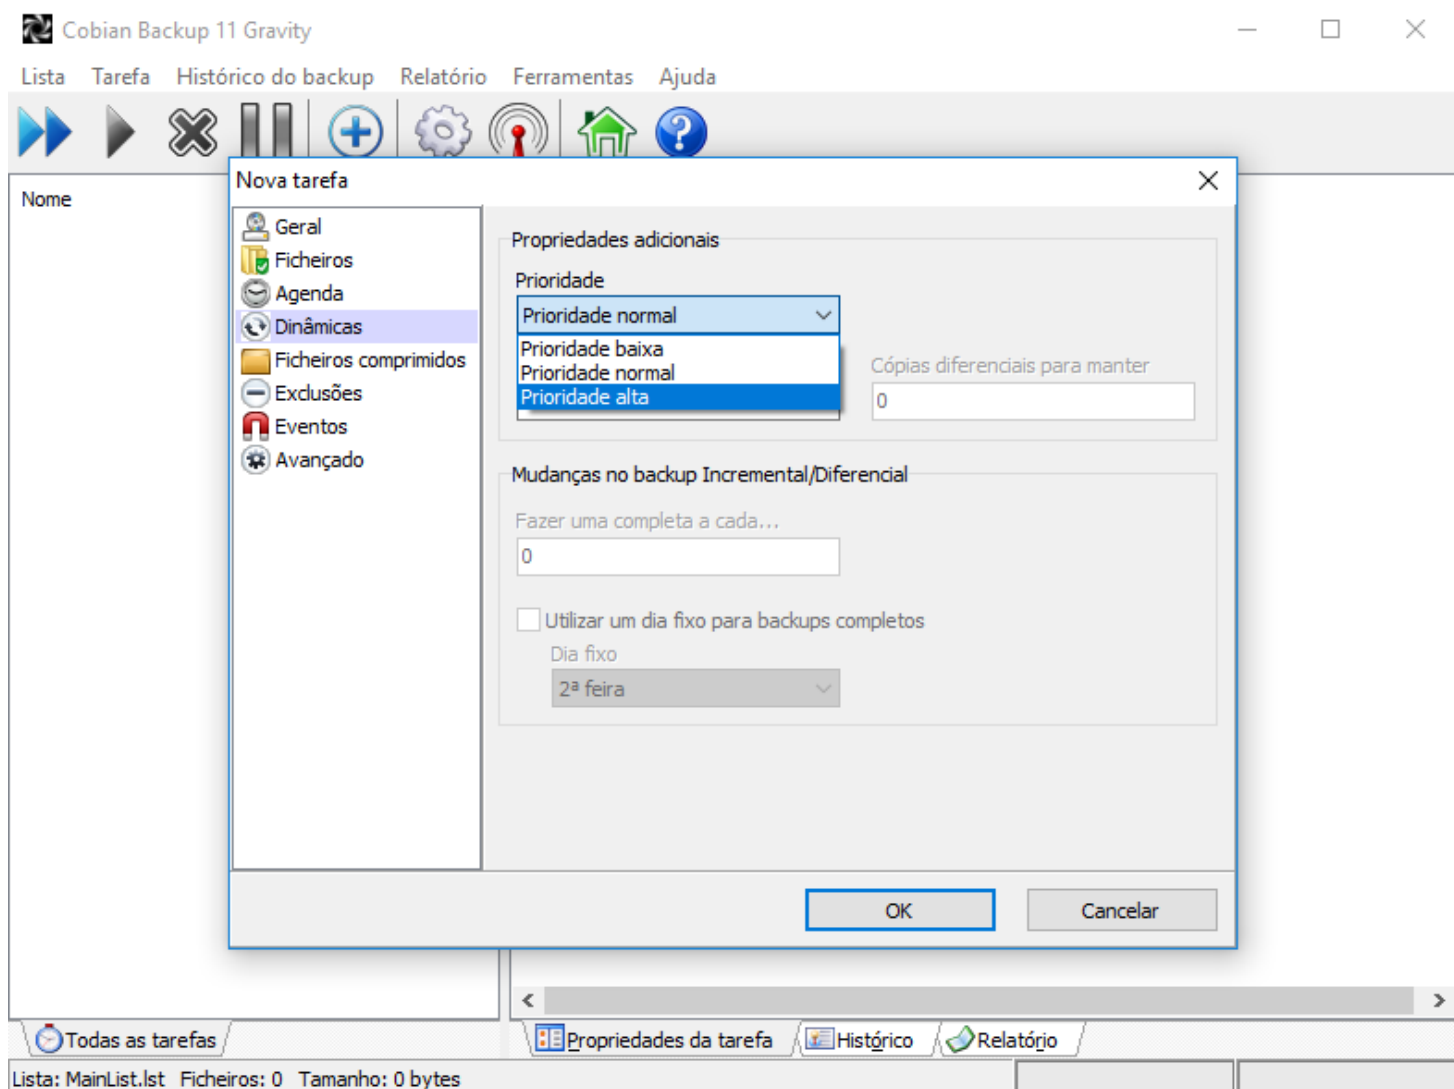 Cobian Backup 11 Gravity
Lista Tarefa Histórico do backup Relatório Ferramentas Ajuda
Nome
Nova tarefa
Geral
Ficheiros
Agenda
Dinâmicas
Ficheiros comprimidos
Exclusões
Eventos
Avançado
Propriedades adicionais
Prioridade
Prioridade normal
Prioridade baixa
Prioridade normal
Prioridade alta
Cópias diferenciais para manter
0
Mudanças no backup Incremental/Diferencial
Fazer uma completa a cada...
0
Utilizar um dia fixo para backups completos
Dia fixo
2ª feira
OK Cancelar
Todas as tarefas
Propriedades da tarefa Histórico Relatório
Lista: MainList.lst Ficheiros: 0 Tamanho: 0 bytes